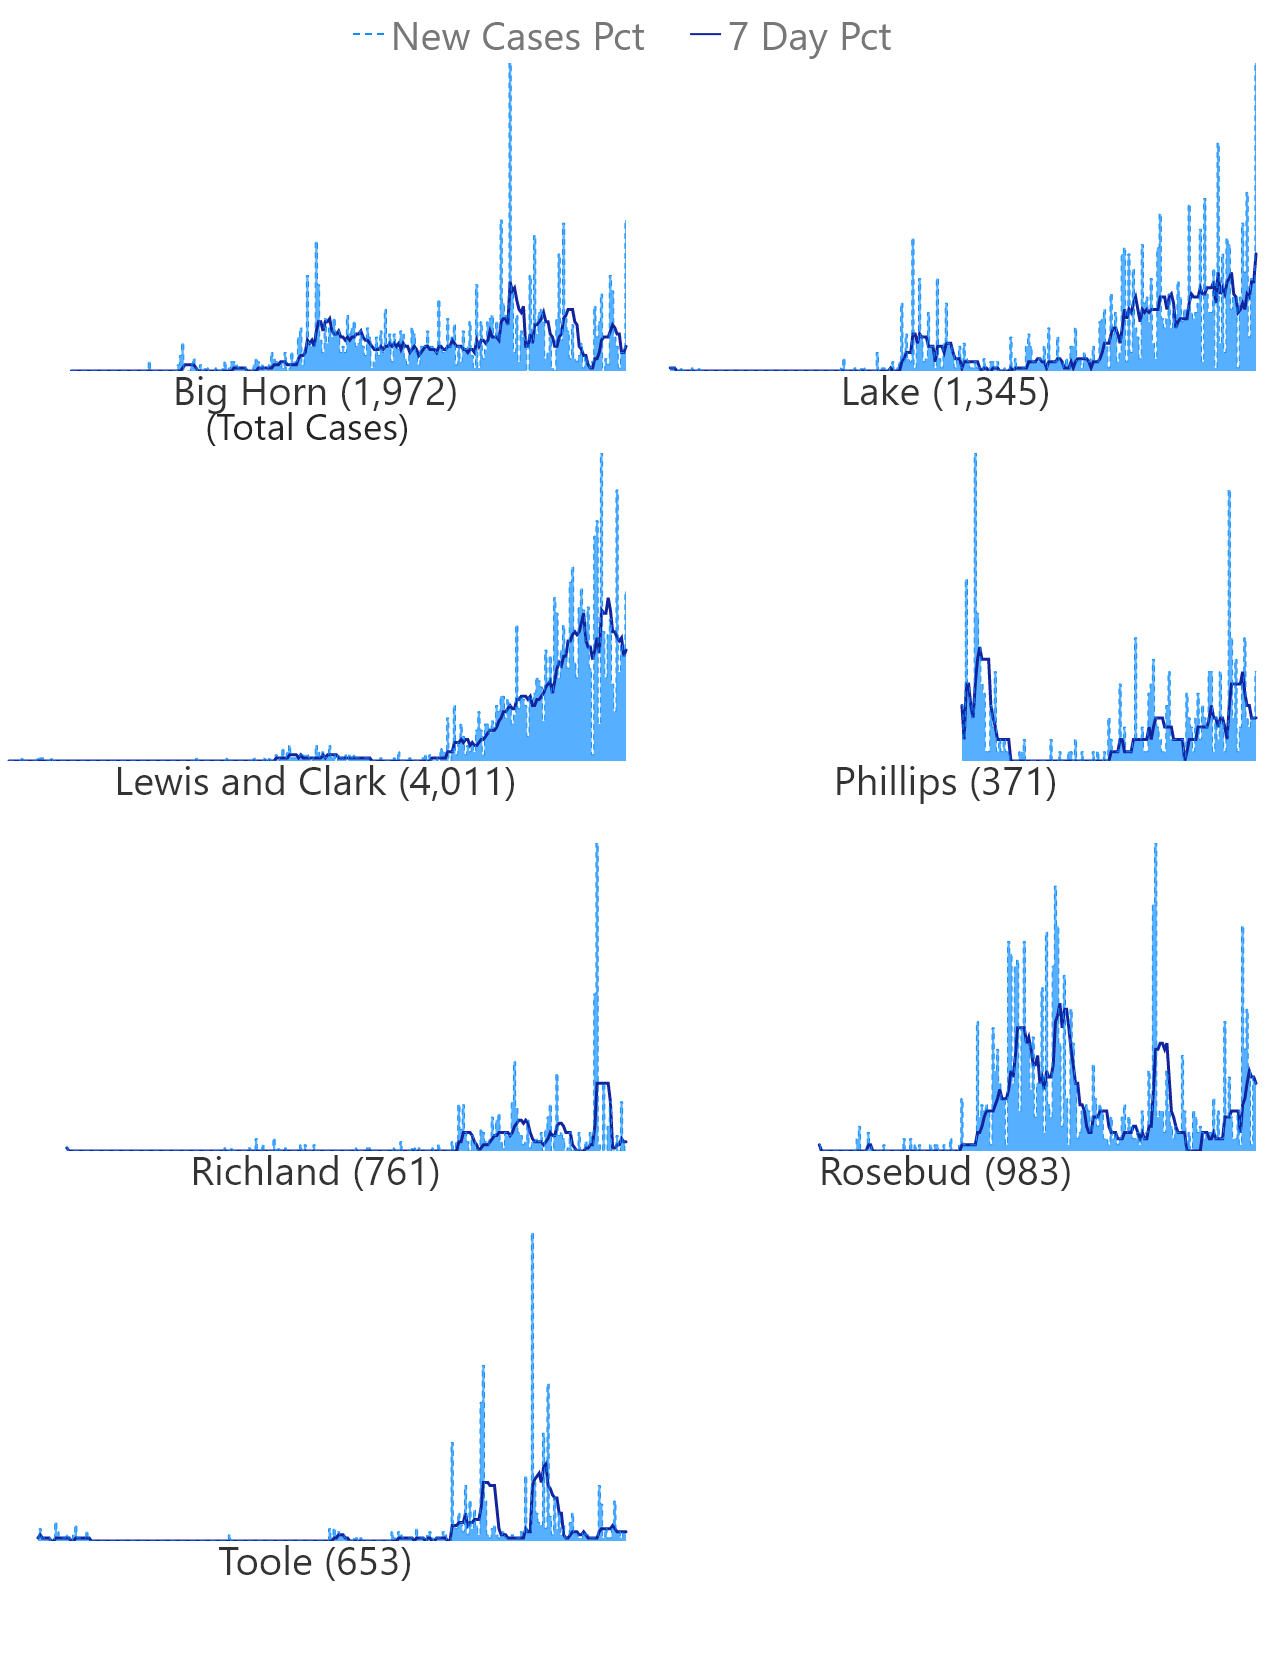 New Cases Pct 7 Day Pct
Big Horn (1,972) Lake (1,345)
(Total Cases)
Lewis and Clark (4,011) Phillips (371)
Richland (761) Rosebud (983)
Toole (653)